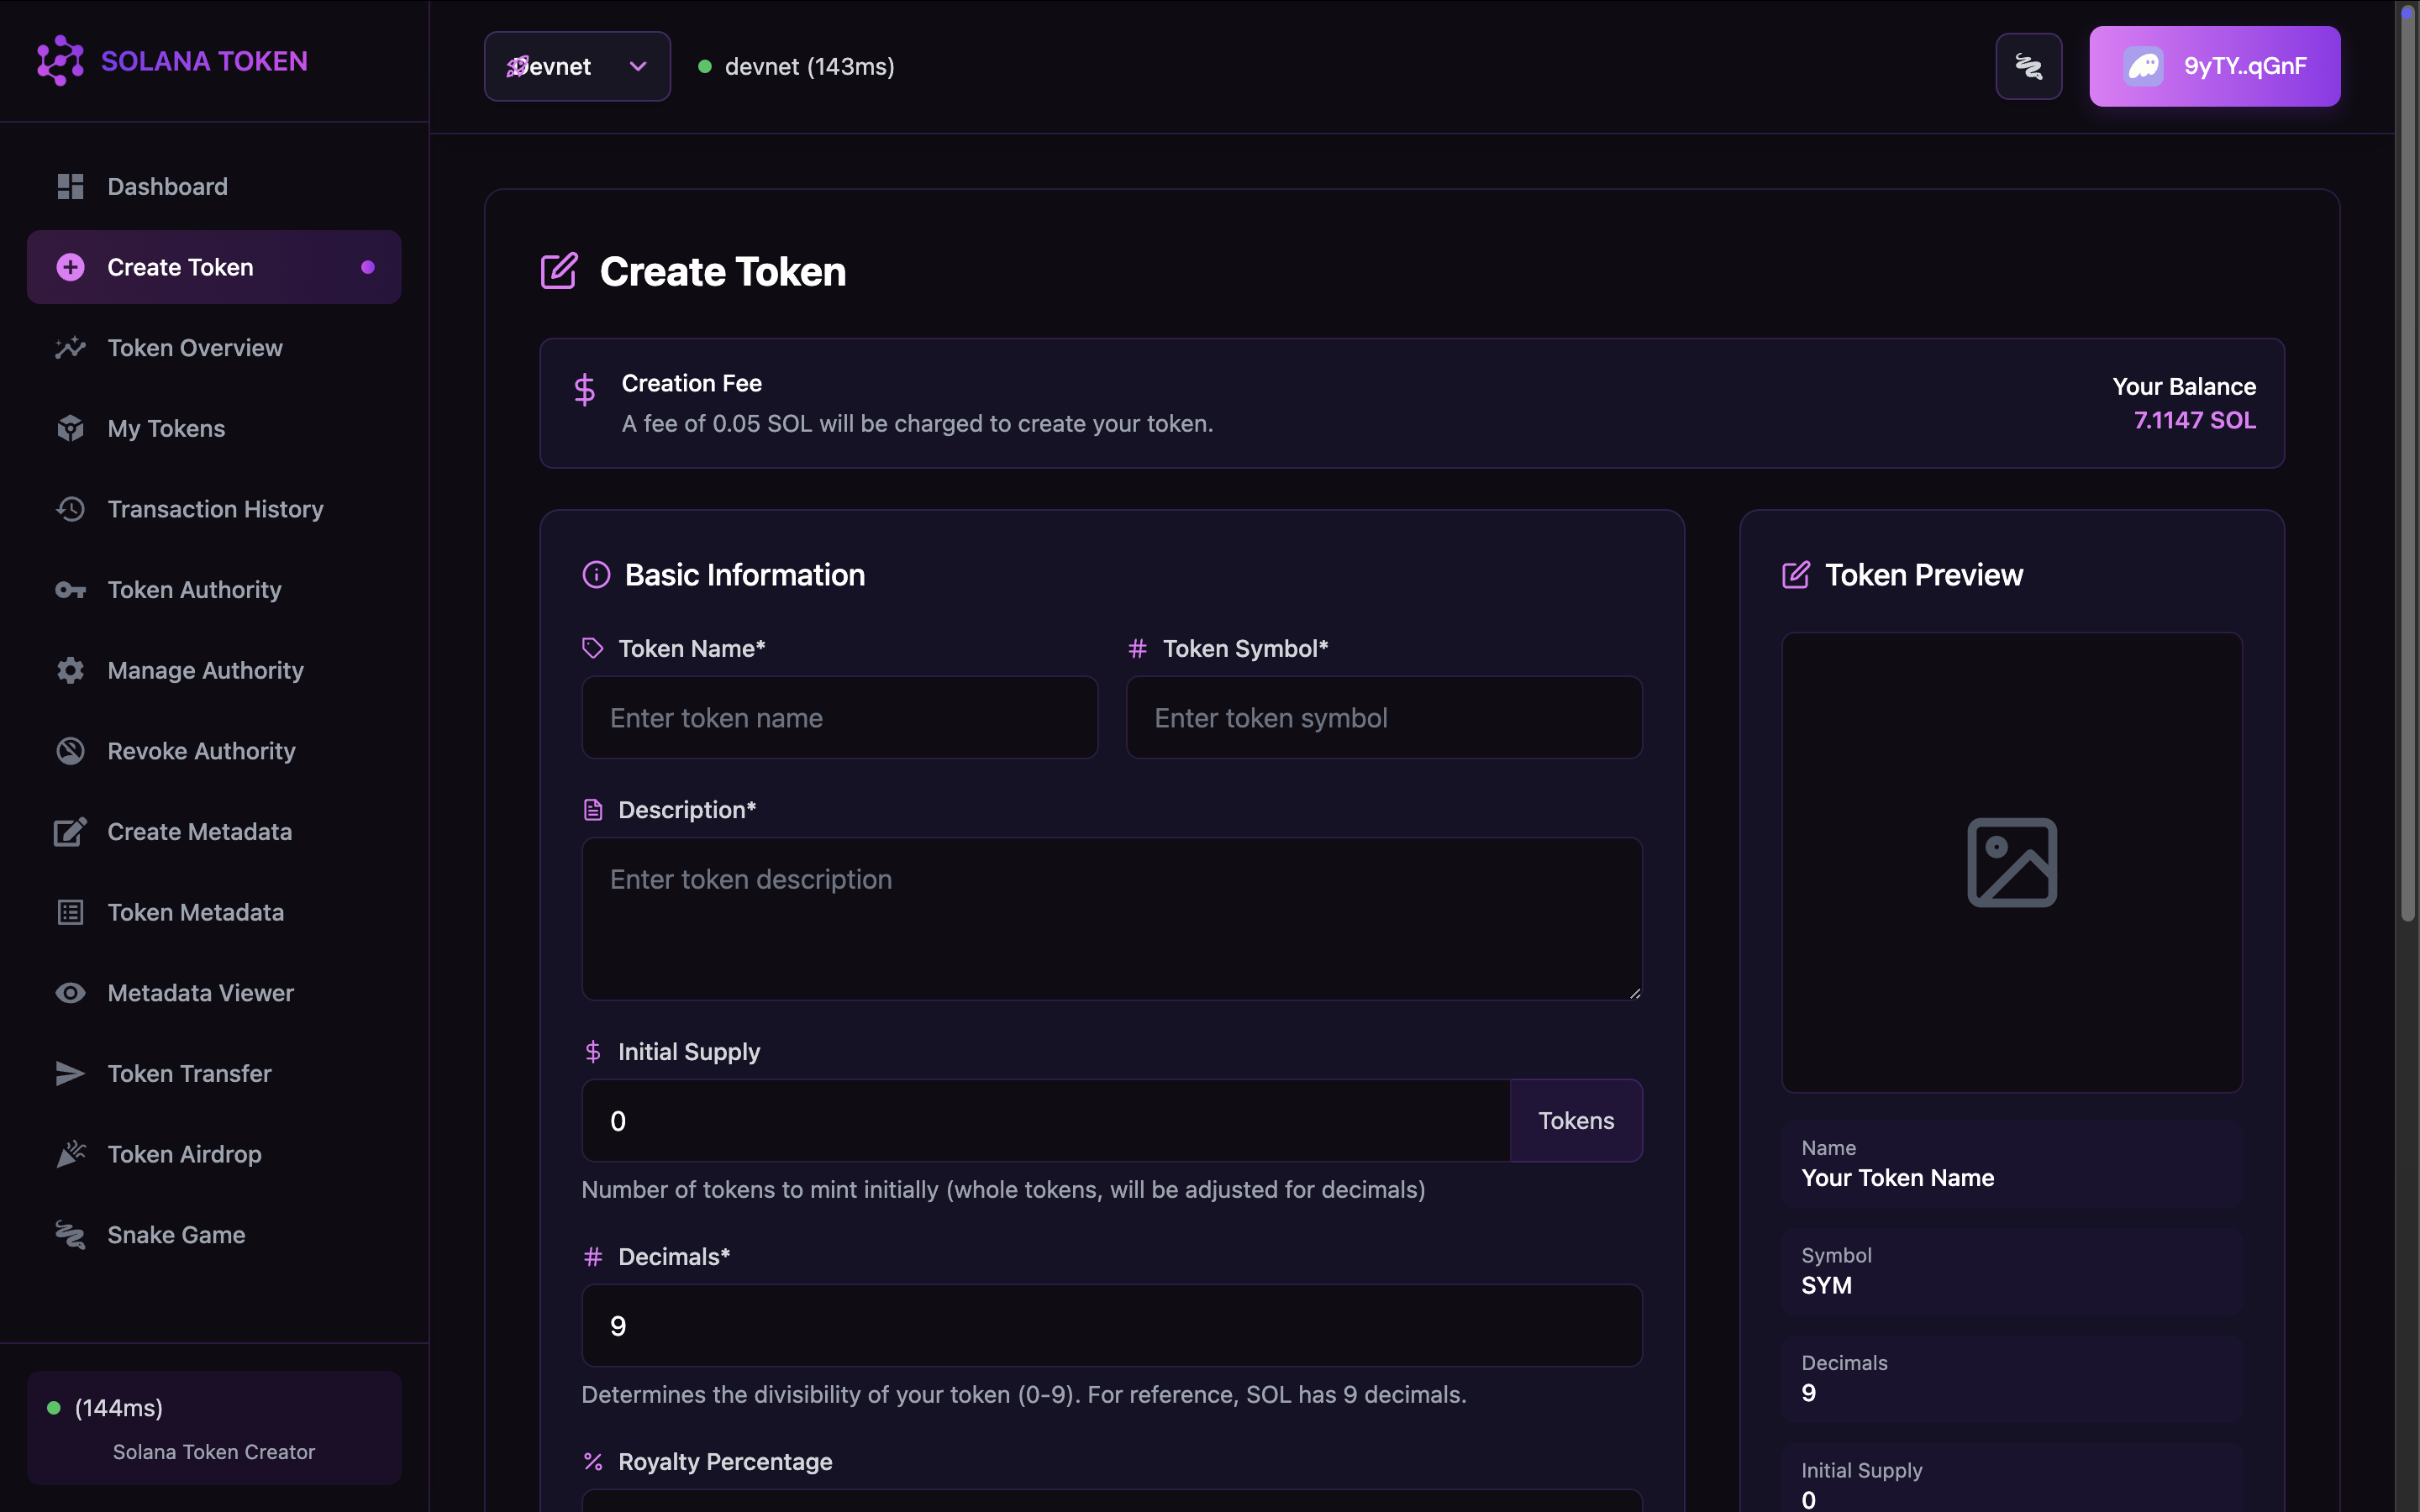 SOLANA TOKEN
Dashboard
Create Token
Token Overview
My Tokens
Transaction History
Token Authority
Manage Authority
Revoke Authority
Create Metadata
Token Metadata
Metadata Viewer
Token Transfer
Token Airdrop
Snake Game
(144ms)
Solana Token Creator
Devnet
devnet (143ms)
9yTY..qGnF
Create Token
Creation Fee
A fee of 0.05 SOL will be charged to create your token.
Your Balance
7.1147 SOL
Basic Information
Token Name*
Enter token name
Token Symbol*
Enter token symbol
Description*
Enter token description
Initial Supply
0
Tokens
Number of tokens to mint initially (whole tokens, will be adjusted for decimals)
Decimals*
9
Determines the divisibility of your token (0-9). For reference, SOL has 9 decimals.
Royalty Percentage
Token Preview
Name
Your Token Name
Symbol
SYM
Decimals
9
Initial Supply
0